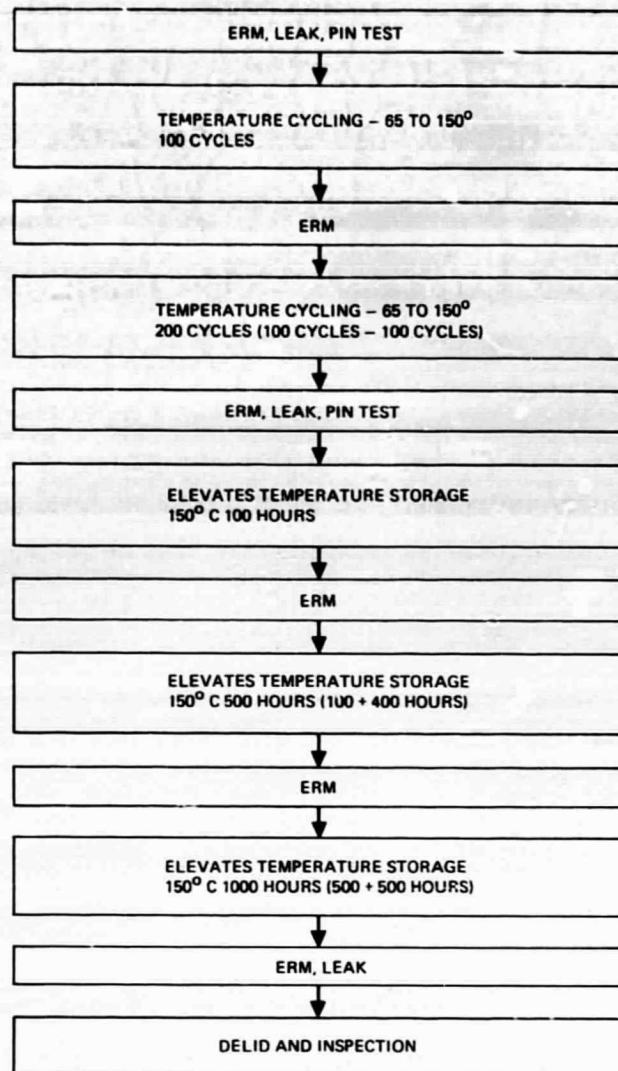 ERM, LEAK, PIN TEST
TEMPERATURE CYCLING – 65 TO 150°
100 CYCLES
ERM
TEMPERATURE CYCLING – 65 TO 150°
200 CYCLES (100 CYCLES – 100 CYCLES)
ERM, LEAK, PIN TEST
ELEVATES TEMPERATURE STORAGE
150° C 100 HOURS
ERM
ELEVATES TEMPERATURE STORAGE
150° C 500 HOURS (100 + 400 HOURS)
ERM
ELEVATES TEMPERATURE STORAGE
150° C 1000 HOURS (500 + 500 HOURS)
ERM, LEAK
DELID AND INSPECTION